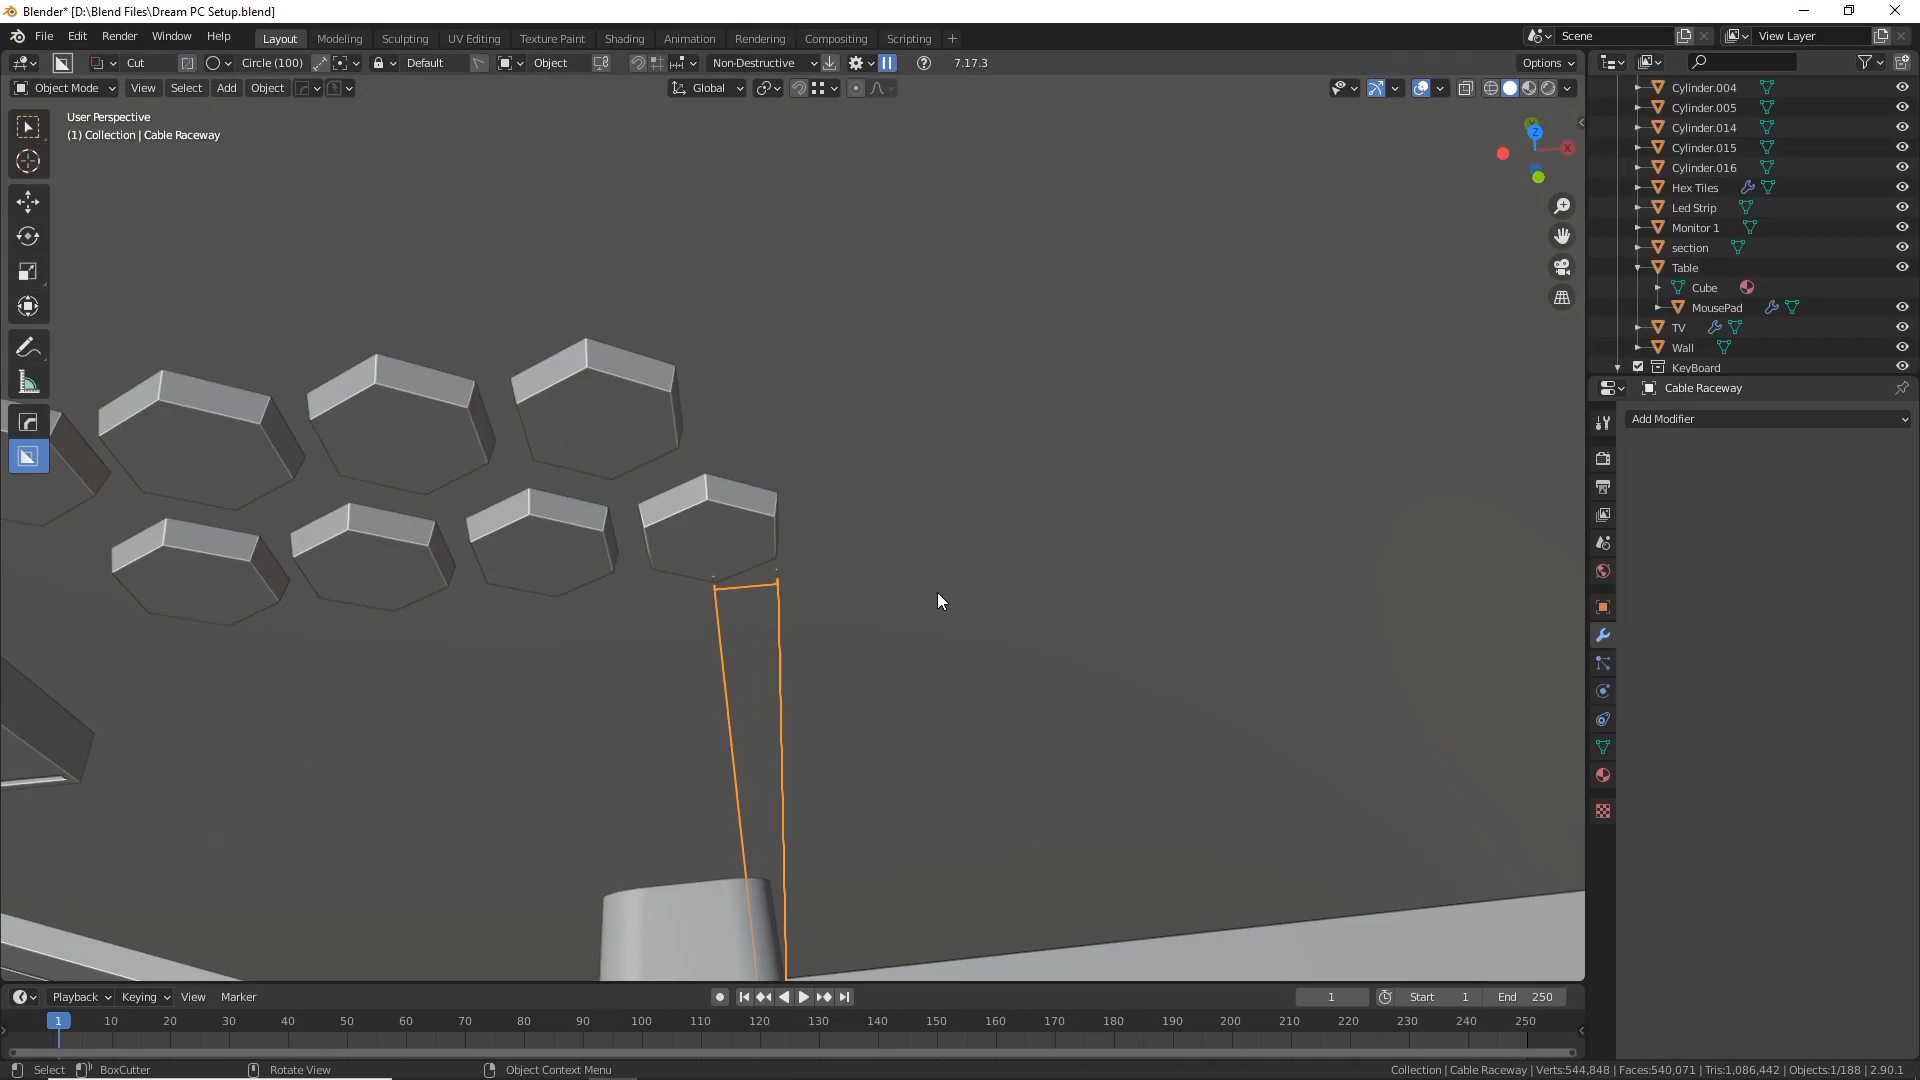 Blender* [D:\Blend Files\Dream PC Setup.blend]
File Edit Render Window Help
Layout Modeling Sculpting UV Editing Texture Paint Shading Animation Rendering Compositing Scripting
Scene View Layer
Cut Circle (100) Default Object Non-Destructive 7.17.3 Options
Object Mode View Select Add Object Global
User Perspective
(1) Collection | Cable Raceway
Z
X
Cylinder.004
Cylinder.005
Cylinder.014
Cylinder.015
Cylinder.016
Hex Tiles
Led Strip
Monitor 1
section
Table
Cube
MousePad
TV
Wall
KeyBoard
Cable Raceway
Add Modifier
Playback Keying View Marker 1 Start 1 End 250
1 10 20 30 40 50 60 70 80 90 100 110 120 130 140 150 160 170 180 190 200 210 220 230 240 250
Select BoxCutter Rotate View Object Context Menu Collection | Cable Raceway | Verts:544,848 | Faces:540,071 | Tris:1,086,442 | Objects:1/188 | 2.90.1